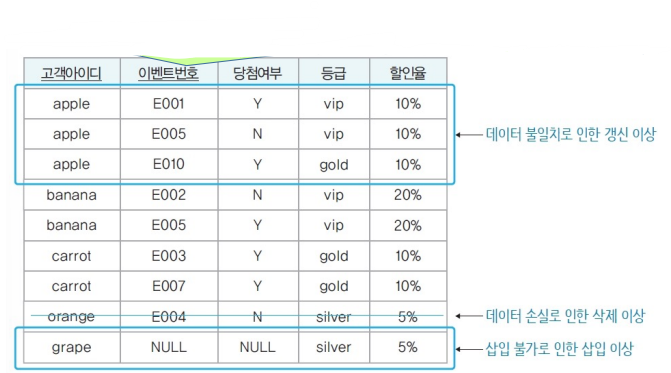 고객아이디 이벤트번호 당첨여부 등급 할인율
apple E001 Y vip 10%
apple E005 N vip 10% 데이터 불일치로 인한 갱신 이상
apple E010 Y gold 10%
banana E002 N vip 20%
banana E005 Y vip 20%
carrot E003 Y gold 10%
carrot E007 Y gold 10%
orange E004 N silver 5% 데이터 손실로 인한 삭제 이상
grape NULL NULL silver 5% 삽입 불가로 인한 삽입 이상